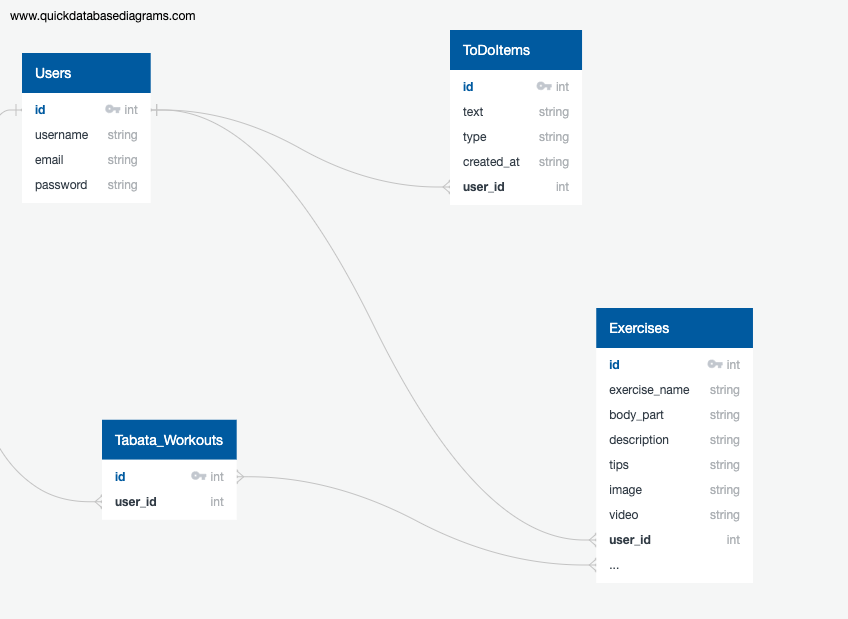 www.quickdatabasediagrams.com
Users
id int
username string
email string
password string
ToDoItems
id int
text string
type string
created_at string
user_id int
Exercises
id int
exercise_name string
body_part string
description string
tips string
image string
video string
user_id int
...
Tabata_Workouts
id int
user_id int